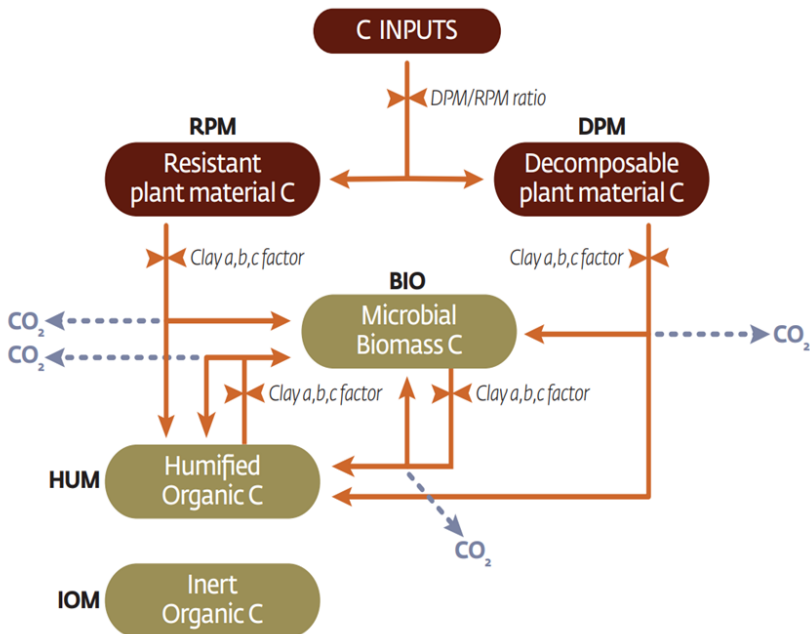 C INPUTS
DPM/RPM ratio
RPM
DPM
Resistant
plant material C
Decomposable
plant material C
Clay a,b,c factor
Clay a,b,c factor
BIO
Microbial
Biomass C
CO₂
CO₂
CO₂
Clay a,b,c factor
Clay a,b,c factor
HUM
Humified
Organic C
CO₂
IOM
Inert
Organic C